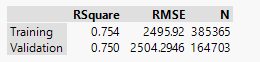 RSquare RMSE N
Training 0.754 2495.92 385365
Validation 0.750 2504.2946 164703